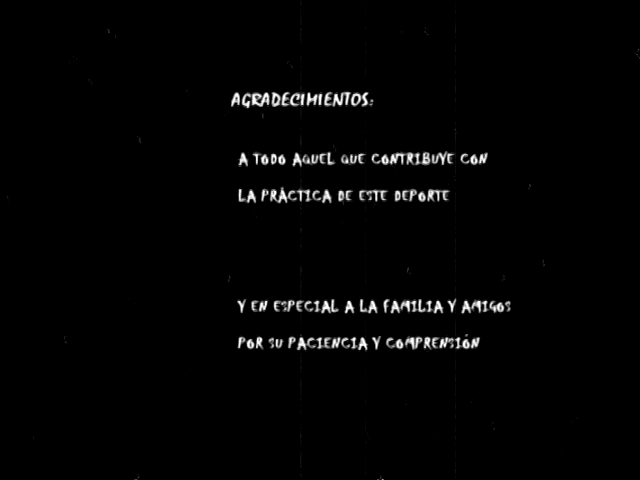 AGRADECIMIENTOS:
A TODO AQUEL QUE CONTRIBUYE CON
LA PRÁCTICA DE ESTE DEPORTE
Y EN ESPECIAL A LA FAMILIA Y AMIGOS
POR SU PACIENCIA Y COMPRENSIÓN